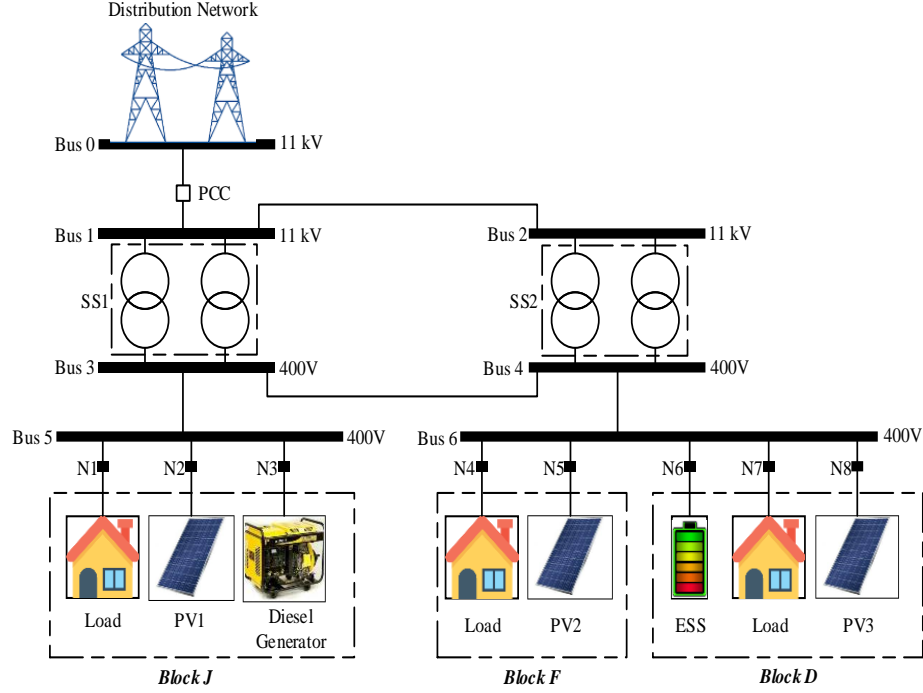 Distribution Network
Bus 0
11 kV
PCC
Bus 1
11 kV
Bus 2
11 kV
SS1
SS2
Bus 3
400V
Bus 4
400V
Bus 5
400V
Bus 6
400V
N1
N2
N3
N4
N5
N6
N7
N8
Load
PV1
Diesel
Generator
Load
PV2
ESS
Load
PV3
Block J
Block F
Block D